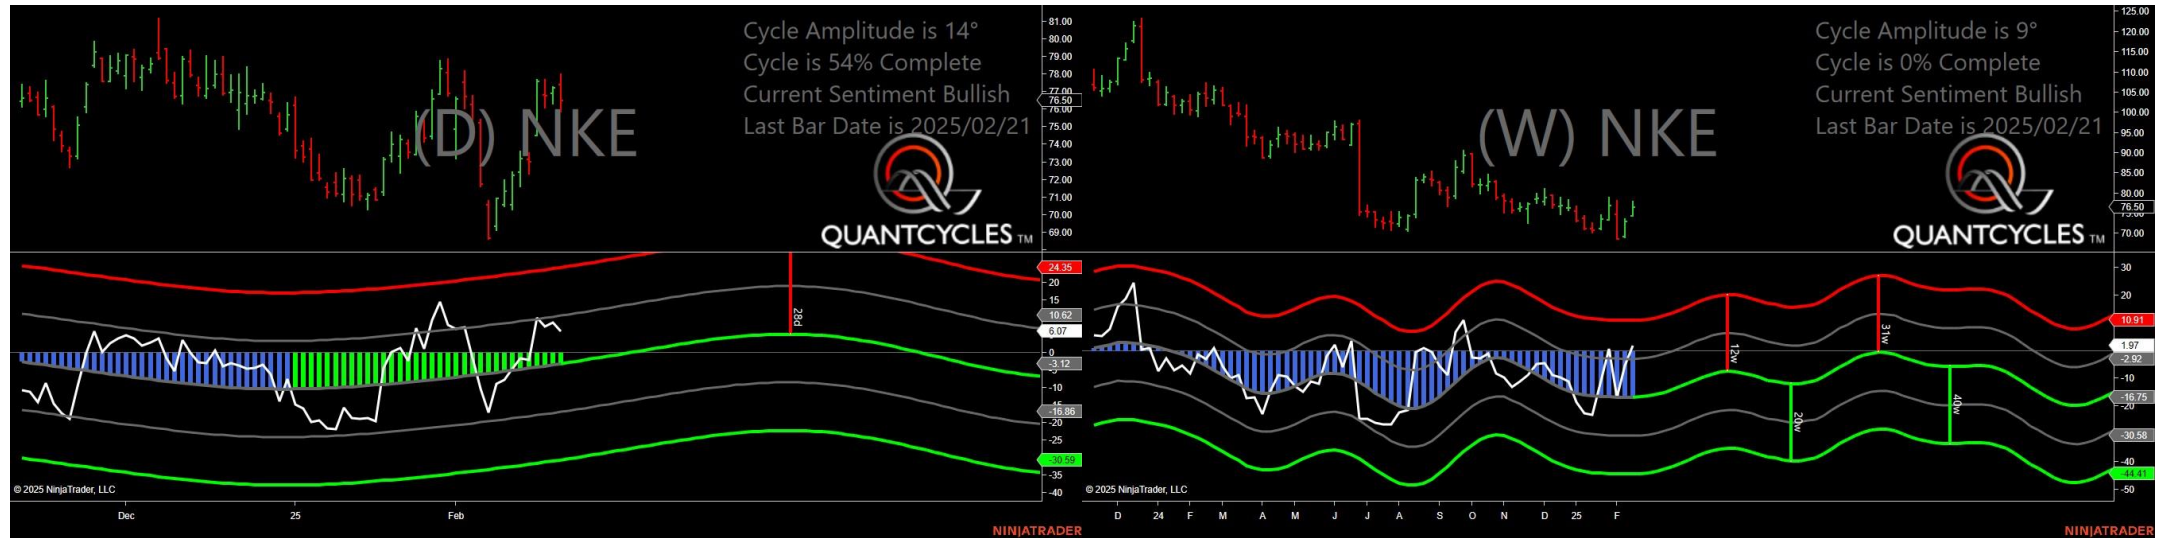 Cycle Amplitude is 14°
Cycle is 54% Complete
Current Sentiment Bullish
Last Bar Date is 2025/02/21
(D) NKE
QUANTCYCLES TM
81.00
80.00
79.00
78.00
77.00
76.50
76.00
75.00
74.00
73.00
72.00
71.00
70.00
69.00
28d
24.35
20
15
10.62
6.07
0
-3.12
-10
-16.86
-20
-25
-30.59
-35
-40
© 2025 NinjaTrader, LLC
Dec
25
Feb
NINJATRADER
Cycle Amplitude is 9°
Cycle is 0% Complete
Current Sentiment Bullish
Last Bar Date is 2025/02/21
(W) NKE
QUANTCYCLES TM
125.00
120.00
115.00
110.00
105.00
100.00
95.00
90.00
85.00
80.00
76.50
75.00
70.00
12w
20w
31w
40w
30
20
10.91
1.97
-2.92
-10
-16.75
-20
-30.58
-40
-44.41
-50
© 2025 NinjaTrader, LLC
D 24 F M A M J J A S O N D 25 F
NINJATRADER